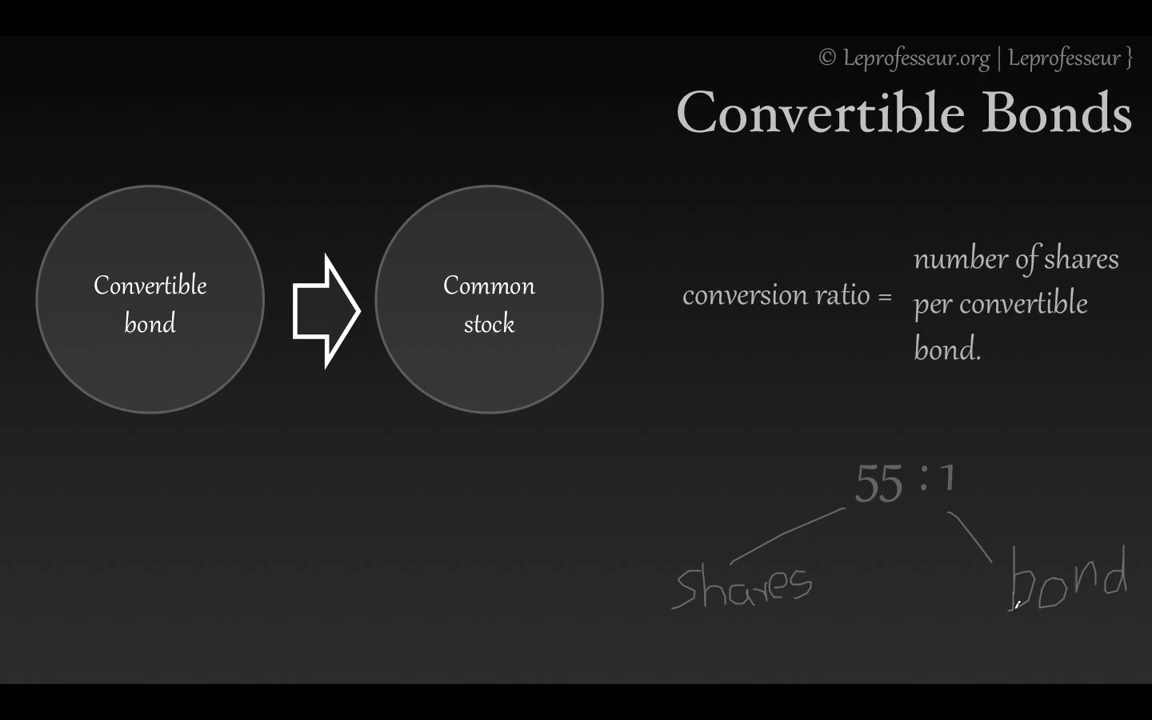 © Leprofesseur.org | Leprofesseur }
Convertible Bonds
Convertible
bond
Common
stock
conversion ratio =
number of shares
per convertible
bond.
55 : 1
shares
bond